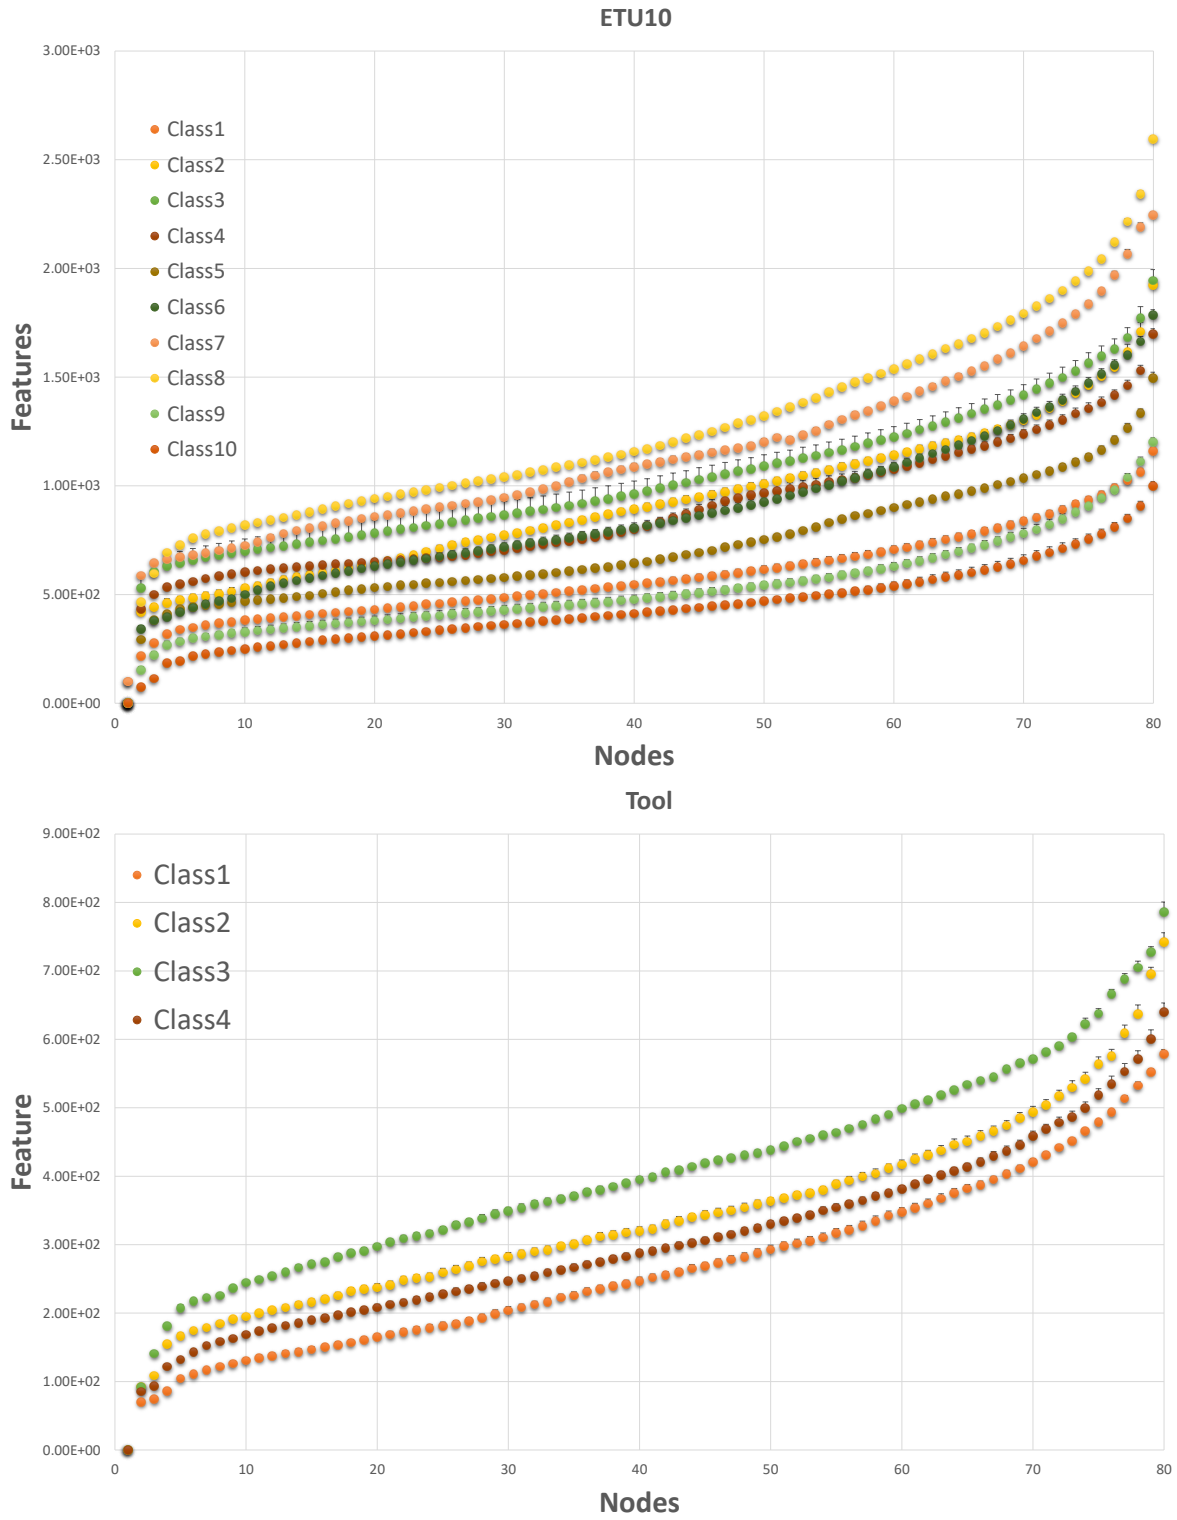 ETU10
3.00E+03
2.50E+03
2.00E+03
1.50E+03
1.00E+03
5.00E+02
0.00E+00
Features
Class1
Class2
Class3
Class4
Class5
Class6
Class7
Class8
Class9
Class10
0 10 20 30 40 50 60 70 80
Nodes
Tool
9.00E+02
8.00E+02
7.00E+02
6.00E+02
5.00E+02
4.00E+02
3.00E+02
2.00E+02
1.00E+02
0.00E+00
Feature
Class1
Class2
Class3
Class4
0 10 20 30 40 50 60 70 80
Nodes